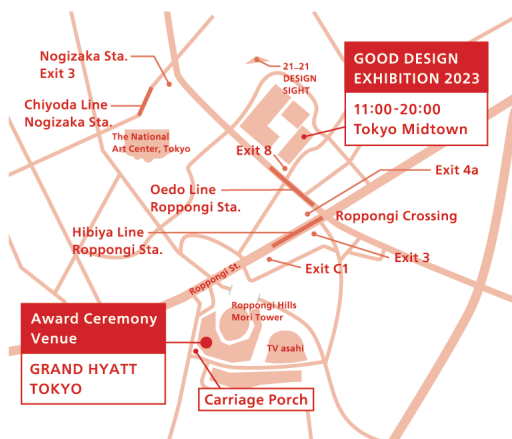 Nogizaka Sta.
Exit 3
Chiyoda Line
Nogizaka Sta.
The National
Art Center, Tokyo
21_21
DESIGN
SIGHT
GOOD DESIGN
EXHIBITION 2023
11:00-20:00
Tokyo Midtown
Exit 8
Exit 4a
Oedo Line
Roppongi Sta.
Roppongi Crossing
Hibiya Line
Roppongi Sta.
Exit 3
Exit C1
Roppongi St.
Roppongi Hills
Mori Tower
TV asahi
Award Ceremony
Venue
GRAND HYATT
TOKYO
Carriage Porch